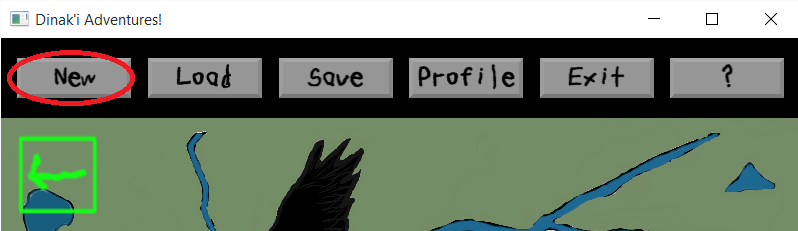 Dinak'i Adventures!
New Load Save Profile Exit ?